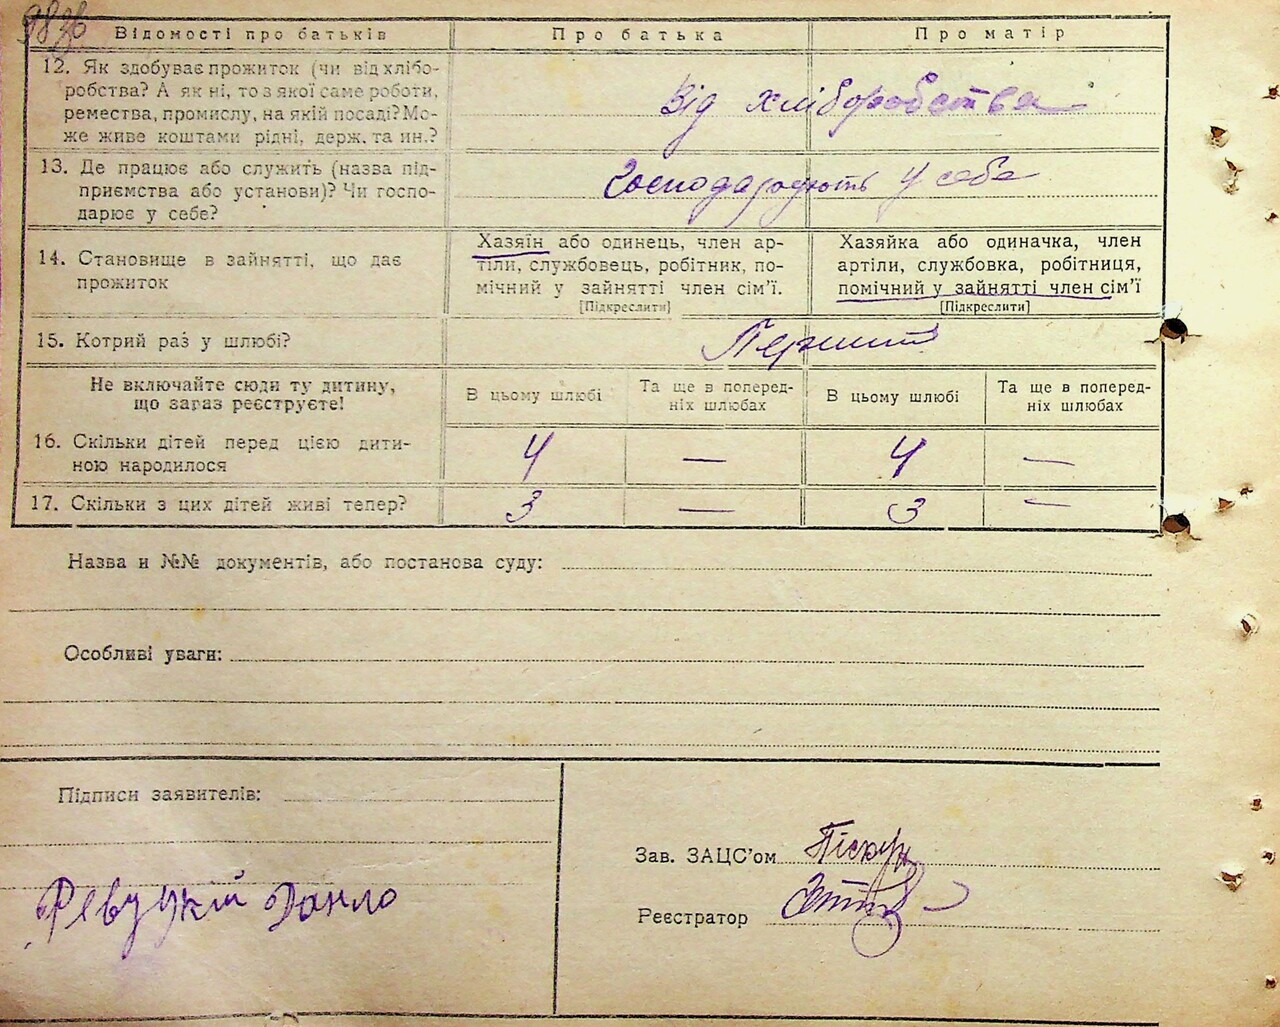 98зв
Відомості про батьків Про батька Про матір
12. Як здобуває прожиток (чи від хлібо-
робства? А як ні, то з якої саме роботи,
ремества, промислу, на якій посаді? Мо-
же живе коштами рідні, держ. та ин.?
від хліборобства
13. Де працює або служить (назва під-
приємства або установи)? Чи госпо-
дарює у себе?
Господарюють у себе
14. Становище в зайнятті, що дає
прожиток
Хазяїн або одинець, член ар-
тіли, службовець, робітник, по-
мічний у зайнятті член сім'ї.
[Підкреслити]
Хазяйка або одиначка, член
артіли, службовка, робітниця,
помічний у зайнятті член сім'ї
[Підкреслити]
15. Котрий раз у шлюбі?
Перший
Не включайте сюди ту дитину,
що зараз реєструєте!
В цьому шлюбі
Та ще в поперед-
ніх шлюбах
В цьому шлюбі
Та ще в поперед-
ніх шлюбах
16. Скільки дітей перед цією дити-
ною народилося
4 — 4 —
17. Скільки з цих дітей живі тепер? 3 — 3 —
Назва и №№ документів, або постанова суду:
Особливі уваги:
Підписи заявителів:
Ревуцкій Данло
Зав. ЗАЦС'ом
Реєстратор